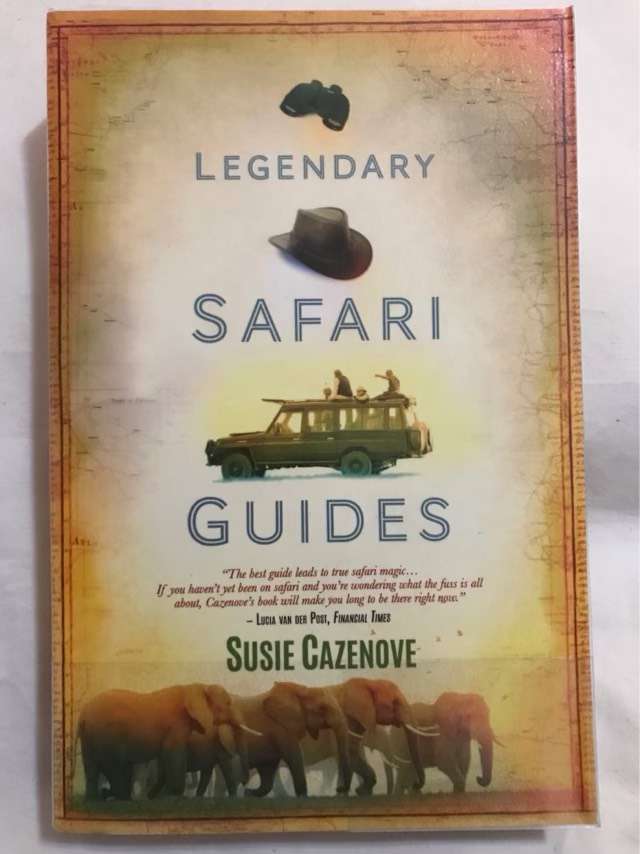 LEGENDARY
SAFARI
GUIDES
“The best guide leads to true safari magic…
If you haven’t yet been on safari and you’re wondering what the fuss is all
about, Cazenove’s book will make you long to be there right now.”
– LUCIA VAN DER POST, FINANCIAL TIMES
SUSIE CAZENOVE